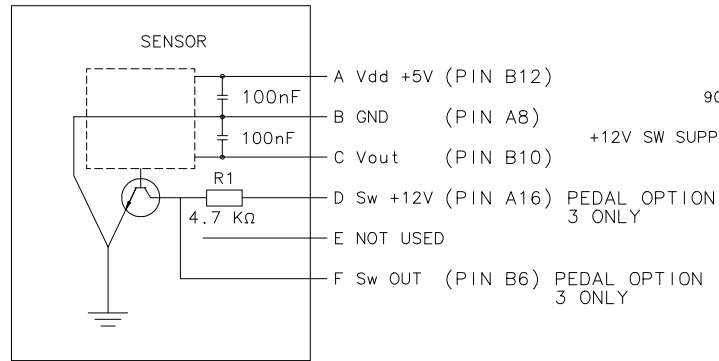 SENSOR
A Vdd +5V (PIN B12)
100nF
90
B GND (PIN A8)
+12V SW SUPP
100nF
C Vout (PIN B10)
R1
D Sw +12V (PIN A16) PEDAL OPTION
4.7 KΩ
3 ONLY
E NOT USED
F Sw OUT (PIN B6) PEDAL OPTION
3 ONLY